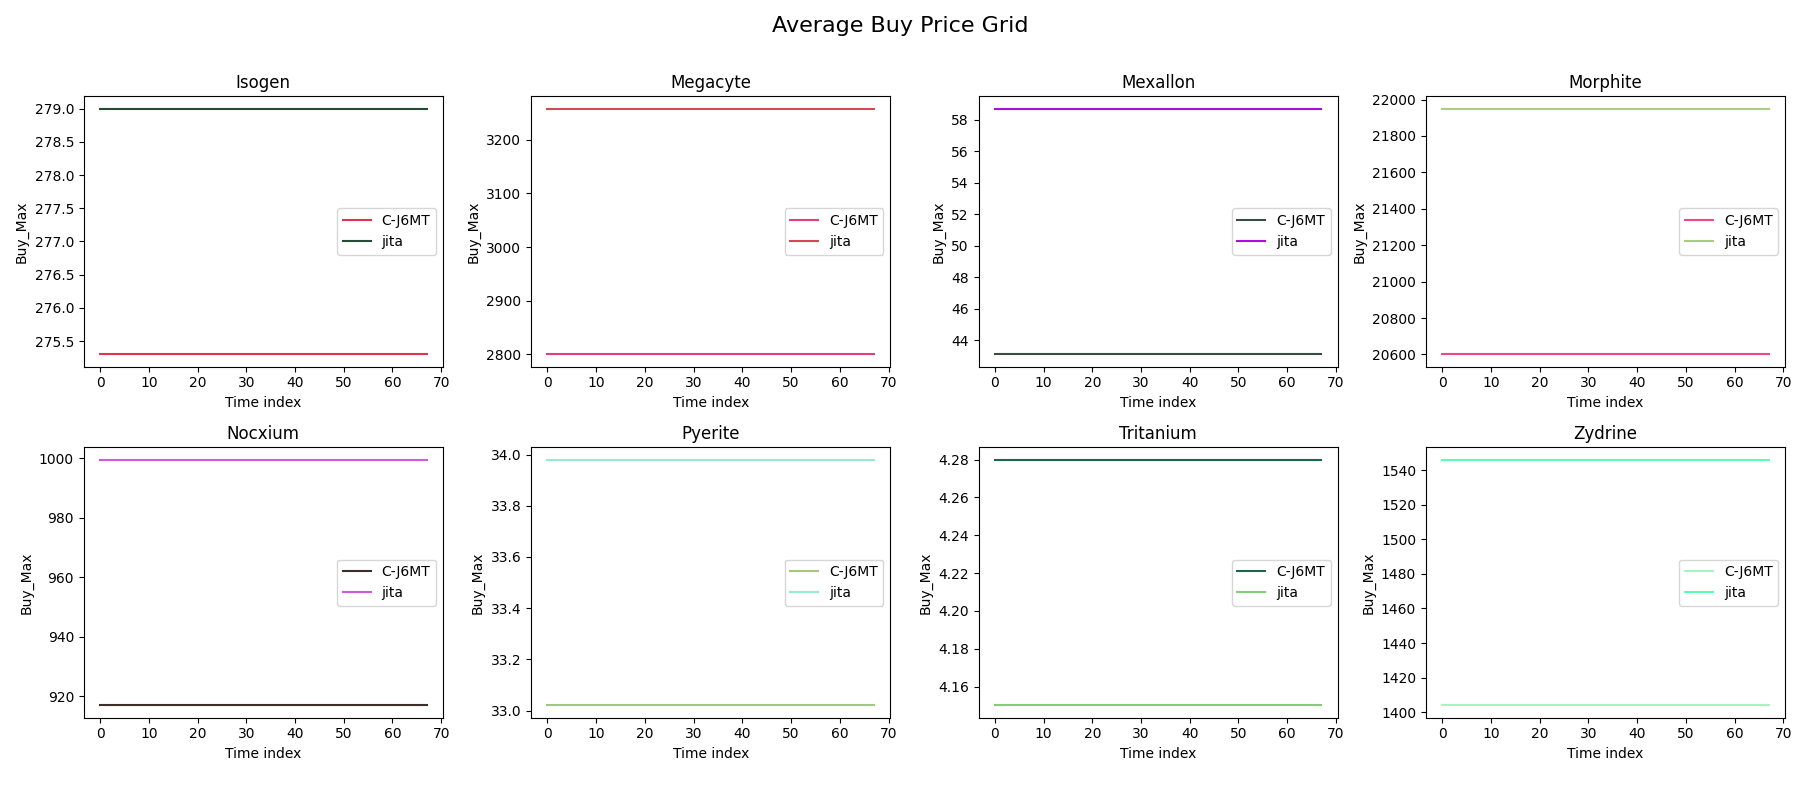 Average Buy Price Grid
Isogen
279.0
278.5
278.0
277.5
277.0
276.5
276.0
275.5
Buy_Max
C-J6MT
jita
0 10 20 30 40 50 60 70
Time index
Megacyte
3200
3100
3000
2900
2800
Buy_Max
C-J6MT
jita
0 10 20 30 40 50 60 70
Time index
Mexallon
58
56
54
52
50
48
46
44
Buy_Max
C-J6MT
jita
0 10 20 30 40 50 60 70
Time index
Morphite
22000
21800
21600
21400
21200
21000
20800
20600
Buy_Max
C-J6MT
jita
0 10 20 30 40 50 60 70
Time index
Nocxium
1000
980
960
940
920
Buy_Max
C-J6MT
jita
0 10 20 30 40 50 60 70
Time index
Pyerite
34.0
33.8
33.6
33.4
33.2
33.0
Buy_Max
C-J6MT
jita
0 10 20 30 40 50 60 70
Time index
Tritanium
4.28
4.26
4.24
4.22
4.20
4.18
4.16
Buy_Max
C-J6MT
jita
0 10 20 30 40 50 60 70
Time index
Zydrine
1540
1520
1500
1480
1460
1440
1420
1400
Buy_Max
C-J6MT
jita
0 10 20 30 40 50 60 70
Time index